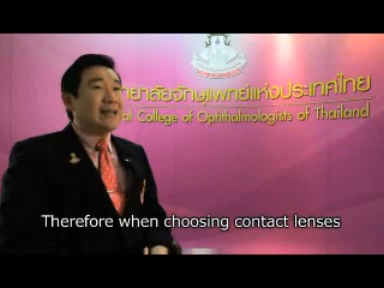 ทยาลัยจักษุแพทย์แห่งประเทศไทย
al College of Ophthalmologists of Thailand
Therefore when choosing contact lenses